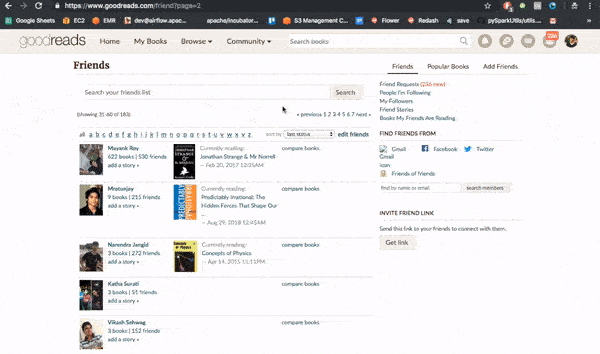 https://www.goodreads.com/friend?page=2
Apps S3 EC2 EMR dev@airflow.apac... apache/incubator... S3 Management C... Flower Redash save pySparkUtils/utils... Other Bookmarks
goodreads Home My Books Browse Community Search books 236
Friends
Friends Popular Books Add Friends
Search your friends list Search
(showing 31-60 of 183) « previous 1 2 3 4 5 6 7 next »
all a b c d e f g h i j k l m n o p q r s t u v w x y z sort by last status edit friends
Mayank Roy
622 books | 530 friends
add a story »
Currently reading:
Jonathan Strange & Mr Norrell
— Feb 20, 2017 12:35AM
compare books
Mratunjay
9 books | 215 friends
add a story »
Currently reading:
Predictably Irrational: The
Hidden Forces That Shape Our
...
— Aug 29, 2018 12:45AM
compare books
Narendra Jangid
3 books | 272 friends
add a story »
Currently reading:
Concepts of Physics
— Apr 14, 2015 11:11PM
compare books
Katha Surati
3 books | 51 friends
add a story »
compare books
Vikash Sehwag
3 books | 152 friends
add a story »
compare books
Friend Requests (236 new)
People I'm Following
My Followers
Friend Stories
Books My Friends Are Reading
FIND FRIENDS FROM
Gmail icon Gmail Facebook Twitter
Friends of friends
find by name or email search members
INVITE FRIEND LINK
Send this link to your friends to connect with them.
Get link